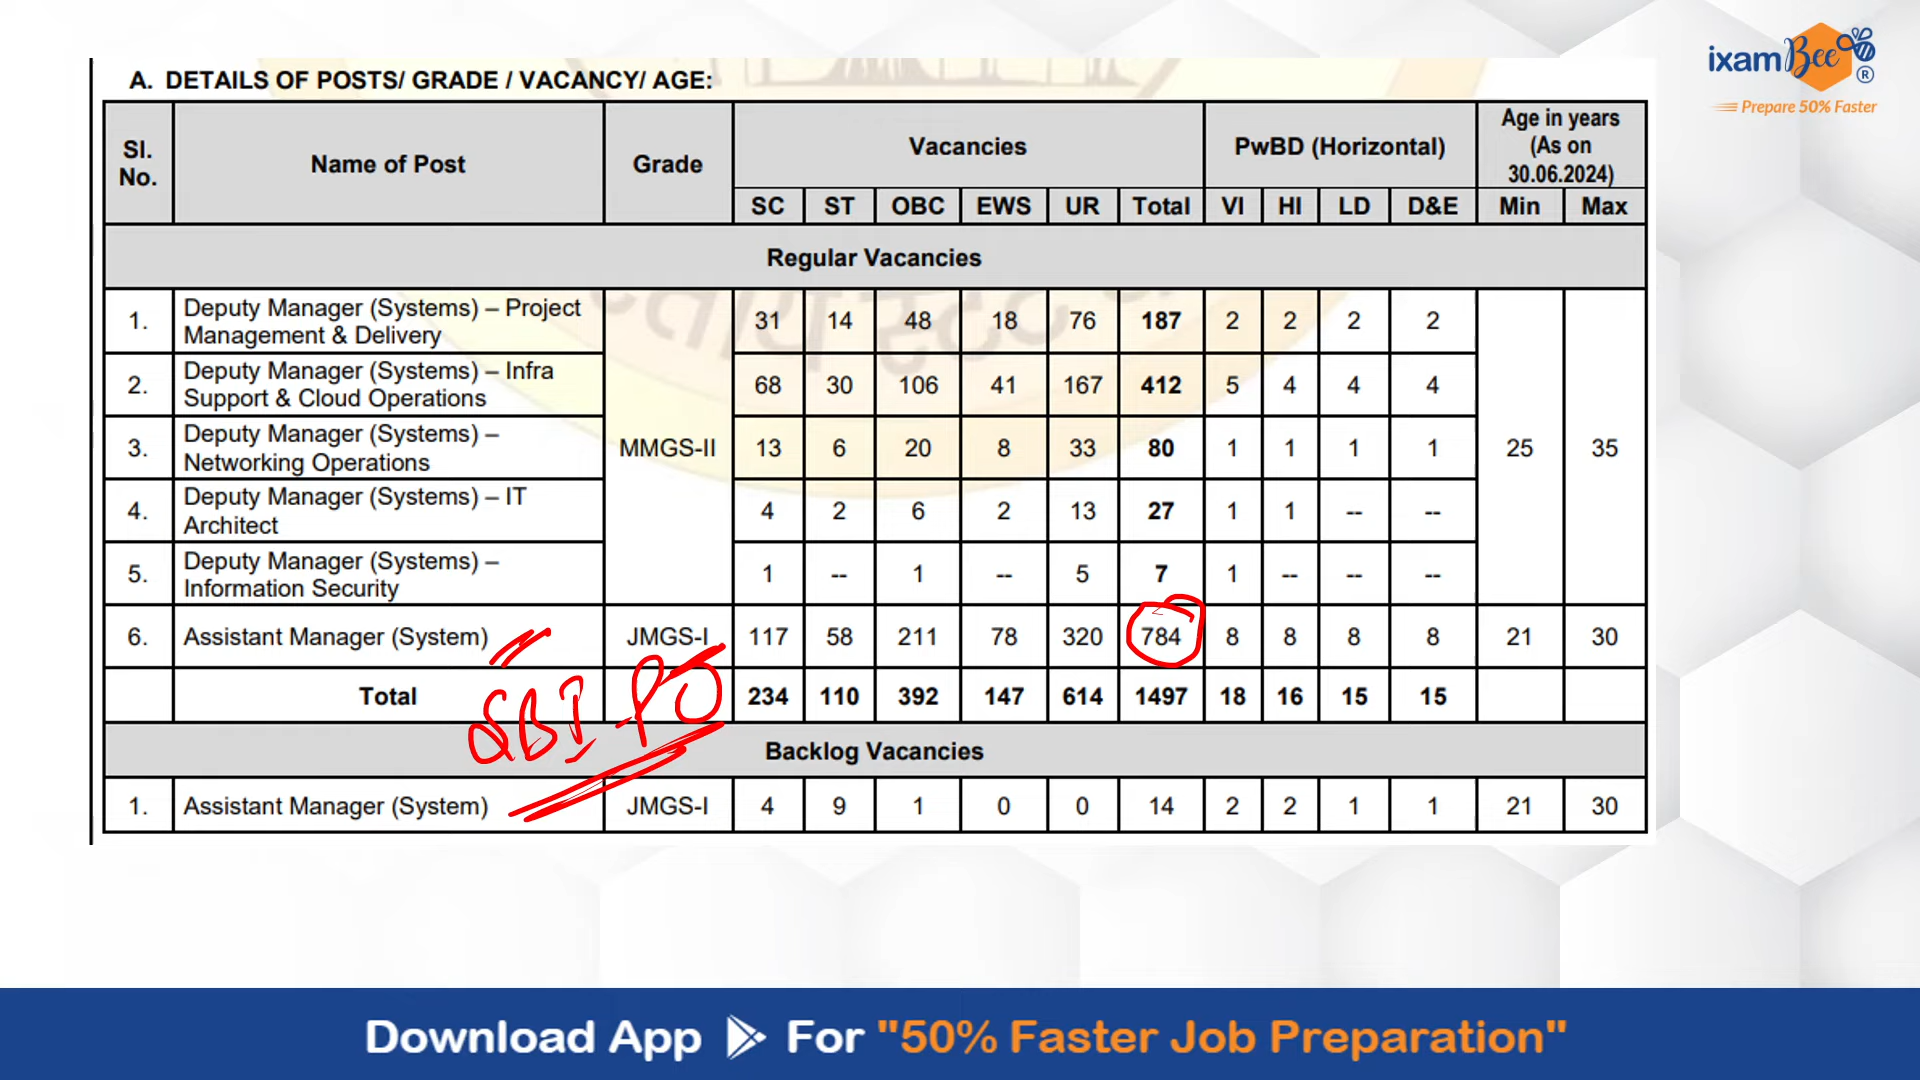 ixamBee
®
Prepare 50% Faster
A. DETAILS OF POSTS/ GRADE / VACANCY/ AGE:
Sl. No. Name of Post Grade Vacancies PwBD (Horizontal) Age in years (As on 30.06.2024)
SC ST OBC EWS UR Total VI HI LD D&E Min Max
Regular Vacancies
1. Deputy Manager (Systems) – Project Management & Delivery MMGS-II 31 14 48 18 76 187 2 2 2 2 25 35
2. Deputy Manager (Systems) – Infra Support & Cloud Operations 68 30 106 41 167 412 5 4 4 4
3. Deputy Manager (Systems) – Networking Operations 13 6 20 8 33 80 1 1 1 1
4. Deputy Manager (Systems) – IT Architect 4 2 6 2 13 27 1 1 -- --
5. Deputy Manager (Systems) – Information Security 1 -- 1 -- 5 7 1 -- -- --
6. Assistant Manager (System) JMGS-I 117 58 211 78 320 784 8 8 8 8 21 30
Total 234 110 392 147 614 1497 18 16 15 15
SBI PO
Backlog Vacancies
1. Assistant Manager (System) JMGS-I 4 9 1 0 0 14 2 2 1 1 21 30
Download App For "50% Faster Job Preparation"